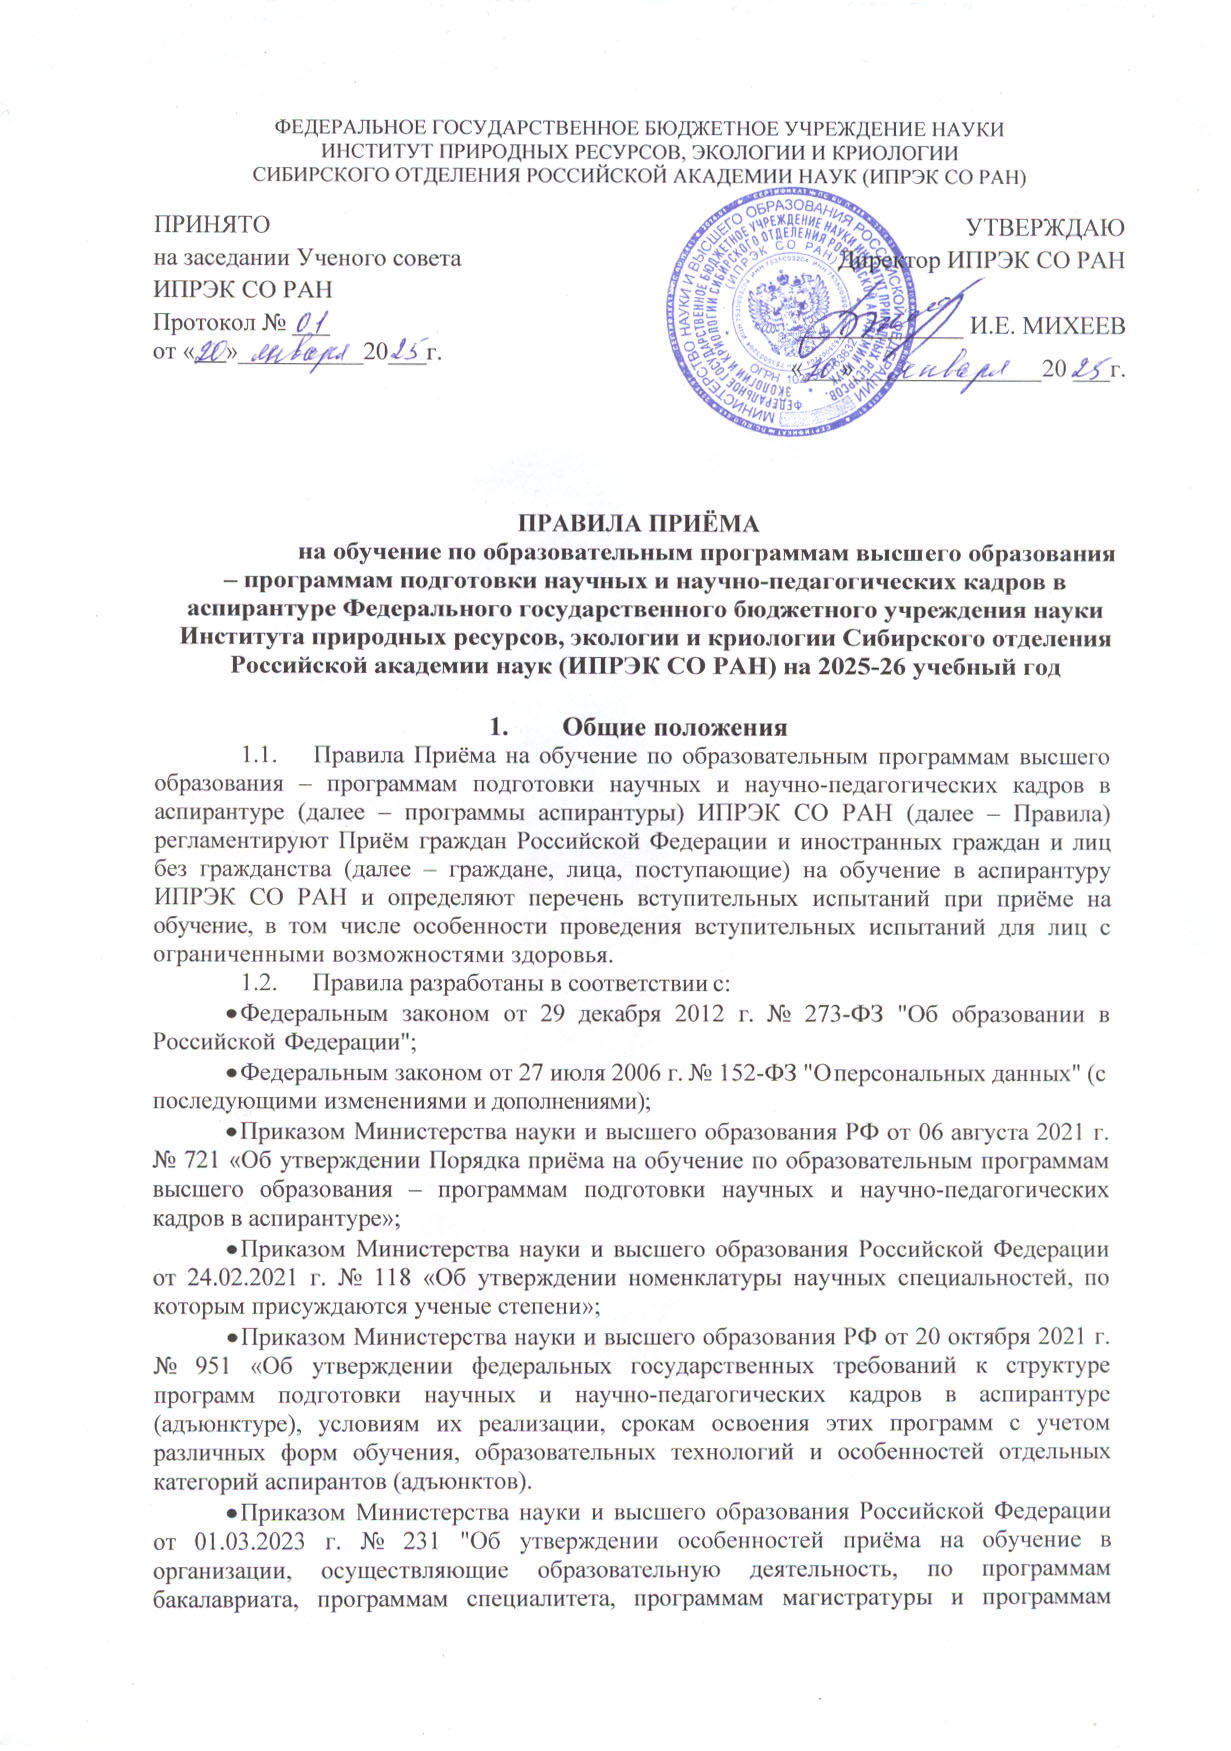 ФЕДЕРАЛЬНОЕ ГОСУДАРСТВЕННОЕ БЮДЖЕТНОЕ УЧРЕЖДЕНИЕ НАУКИ
ИНСТИТУТ ПРИРОДНЫХ РЕСУРСОВ, ЭКОЛОГИИ И КРИОЛОГИИ
СИБИРСКОГО ОТДЕЛЕНИЯ РОССИЙСКОЙ АКАДЕМИИ НАУК (ИПРЭК СО РАН)
ПРИНЯТО
на заседании Ученого совета
ИПРЭК СО РАН
Протокол № 01
от «20» января 2025г.
УТВЕРЖДАЮ
Директор ИПРЭК СО РАН
И.Е. МИХЕЕВ
«20» января 2025г.
МИНИСТЕРСТВО НАУКИ И ВЫСШЕГО ОБРАЗОВАНИЯ РОССИЙСКОЙ ФЕДЕРАЦИИ
(ИПРЭК СО РАН)
ОГРН
ПРАВИЛА ПРИЁМА
на обучение по образовательным программам высшего образования
– программам подготовки научных и научно-педагогических кадров в
аспирантуре Федерального государственного бюджетного учреждения науки
Института природных ресурсов, экологии и криологии Сибирского отделения
Российской академии наук (ИПРЭК СО РАН) на 2025-26 учебный год
1. Общие положения
1.1. Правила Приёма на обучение по образовательным программам высшего
образования – программам подготовки научных и научно-педагогических кадров в
аспирантуре (далее – программы аспирантуры) ИПРЭК СО РАН (далее – Правила)
регламентируют Приём граждан Российской Федерации и иностранных граждан и лиц
без гражданства (далее – граждане, лица, поступающие) на обучение в аспирантуру
ИПРЭК СО РАН и определяют перечень вступительных испытаний при приёме на
обучение, в том числе особенности проведения вступительных испытаний для лиц с
ограниченными возможностями здоровья.
1.2. Правила разработаны в соответствии с:
•Федеральным законом от 29 декабря 2012 г. № 273-ФЗ "Об образовании в
Российской Федерации";
•Федеральным законом от 27 июля 2006 г. № 152-ФЗ "О персональных данных" (с
последующими изменениями и дополнениями);
•Приказом Министерства науки и высшего образования РФ от 06 августа 2021 г.
№ 721 «Об утверждении Порядка приёма на обучение по образовательным программам
высшего образования – программам подготовки научных и научно-педагогических
кадров в аспирантуре»;
•Приказом Министерства науки и высшего образования Российской Федерации
от 24.02.2021 г. № 118 «Об утверждении номенклатуры научных специальностей, по
которым присуждаются ученые степени»;
•Приказом Министерства науки и высшего образования РФ от 20 октября 2021 г.
№ 951 «Об утверждении федеральных государственных требований к структуре
программ подготовки научных и научно-педагогических кадров в аспирантуре
(адъюнктуре), условиям их реализации, срокам освоения этих программ с учетом
различных форм обучения, образовательных технологий и особенностей отдельных
категорий аспирантов (адъюнктов).
•Приказом Министерства науки и высшего образования Российской Федерации
от 01.03.2023 г. № 231 "Об утверждении особенностей приёма на обучение в
организации, осуществляющие образовательную деятельность, по программам
бакалавриата, программам специалитета, программам магистратуры и программам